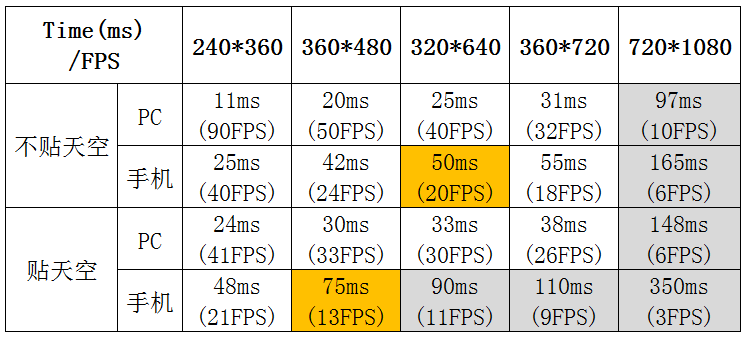 Time(ms)
/FPS
240*360
360*480
320*640
360*720
720*1080
不贴天空
PC
11ms
(90FPS)
20ms
(50FPS)
25ms
(40FPS)
31ms
(32FPS)
97ms
(10FPS)
手机
25ms
(40FPS)
42ms
(24FPS)
50ms
(20FPS)
55ms
(18FPS)
165ms
(6FPS)
贴天空
PC
24ms
(41FPS)
30ms
(33FPS)
33ms
(30FPS)
38ms
(26FPS)
148ms
(6FPS)
手机
48ms
(21FPS)
75ms
(13FPS)
90ms
(11FPS)
110ms
(9FPS)
350ms
(3FPS)